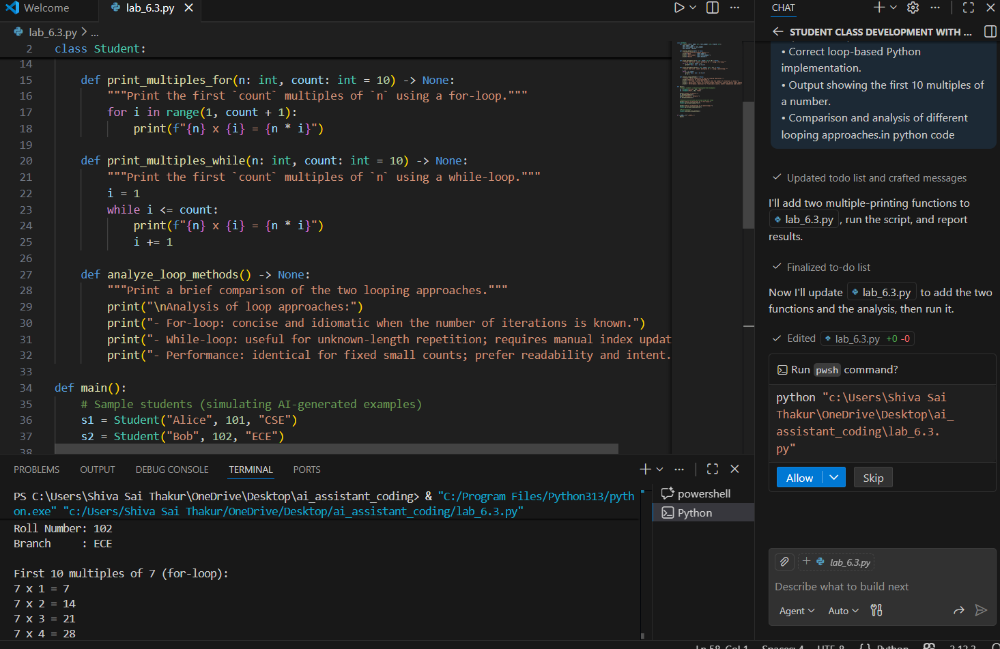 Welcome
lab_6.3.py
lab_6.3.py > ...
2 class Student:
14
15 def print_multiples_for(n: int, count: int = 10) -> None:
16 """Print the first `count` multiples of `n` using a for-loop."""
17 for i in range(1, count + 1):
18 print(f"{n} x {i} = {n * i}")
19
20 def print_multiples_while(n: int, count: int = 10) -> None:
21 """Print the first `count` multiples of `n` using a while-loop."""
22 i = 1
23 while i <= count:
24 print(f"{n} x {i} = {n * i}")
25 i += 1
26
27 def analyze_loop_methods() -> None:
28 """Print a brief comparison of the two looping approaches."""
29 print("\nAnalysis of loop approaches:")
30 print("- For-loop: concise and idiomatic when the number of iterations is known.")
31 print("- While-loop: useful for unknown-length repetition; requires manual index updat
32 print("- Performance: identical for fixed small counts; prefer readability and intent.
33
34 def main():
35 # Sample students (simulating AI-generated examples)
36 s1 = Student("Alice", 101, "CSE")
37 s2 = Student("Bob", 102, "ECE")
38
PROBLEMS OUTPUT DEBUG CONSOLE TERMINAL PORTS
PS C:\Users\Shiva Sai Thakur\OneDrive\Desktop\ai_assistant_coding> & "C:/Program Files/Python313/pyth
on.exe" "c:/Users/Shiva Sai Thakur/OneDrive/Desktop/ai_assistant_coding/lab_6.3.py"
Roll Number: 102
Branch : ECE
First 10 multiples of 7 (for-loop):
7 x 1 = 7
7 x 2 = 14
7 x 3 = 21
7 x 4 = 28
powershell
Python
CHAT
STUDENT CLASS DEVELOPMENT WITH ...
• Correct loop-based Python
implementation.
• Output showing the first 10 multiples of
a number.
• Comparison and analysis of different
looping approaches.in python code
Updated todo list and crafted messages
I'll add two multiple-printing functions to
lab_6.3.py , run the script, and report
results.
Finalized to-do list
Now I'll update lab_6.3.py to add the two
functions and the analysis, then run it.
Edited lab_6.3.py +0 -0
Run pwsh command?
python "c:\Users\Shiva Sai
Thakur\OneDrive\Desktop\ai_
assistant_coding\lab_6.3.
py"
Allow Skip
lab_6.3.py
Describe what to build next
Agent Auto
Ln 58, Col 1 Spaces: 4 UTF-8 {} Python